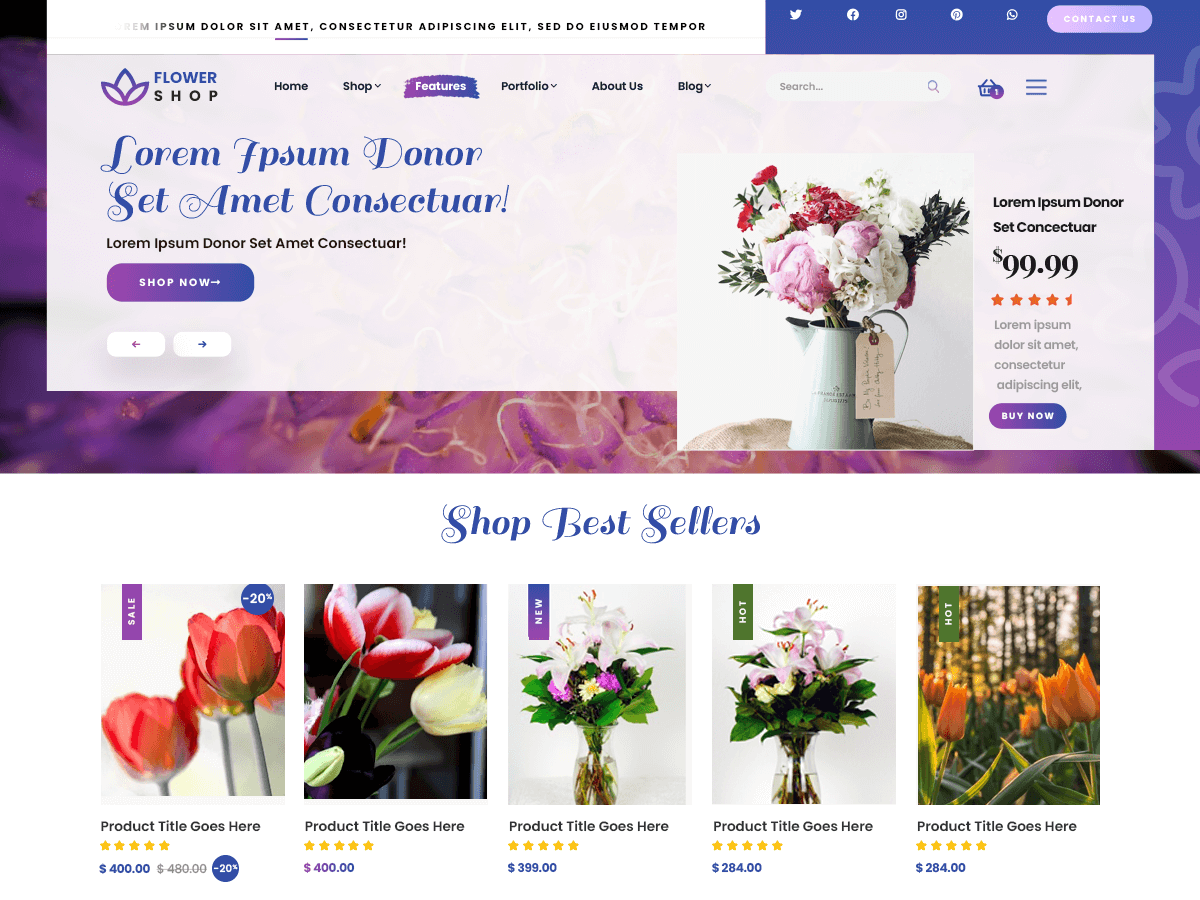 REM IPSUM DOLOR SIT AMET, CONSECTETUR ADIPISCING ELIT, SED DO EIUSMOD TEMPOR
CONTACT US
FLOWER
SHOP
Home
Shop
Features
Portfolio
About Us
Blog
Search...
1
Lorem Ipsum Donor
Set Amet Consectuar!
Lorem Ipsum Donor Set Amet Consectuar!
SHOP NOW
Lorem Ipsum Donor
Set Concectuar
$99.99
Lorem ipsum
dolor sit amet,
consectetur
adipiscing elit,
BUY NOW
Shop Best Sellers
SALE
-20%
NEW
HOT
HOT
Product Title Goes Here
$ 400.00 $ 480.00 -20%
Product Title Goes Here
$ 400.00
Product Title Goes Here
$ 399.00
Product Title Goes Here
$ 284.00
Product Title Goes Here
$ 284.00